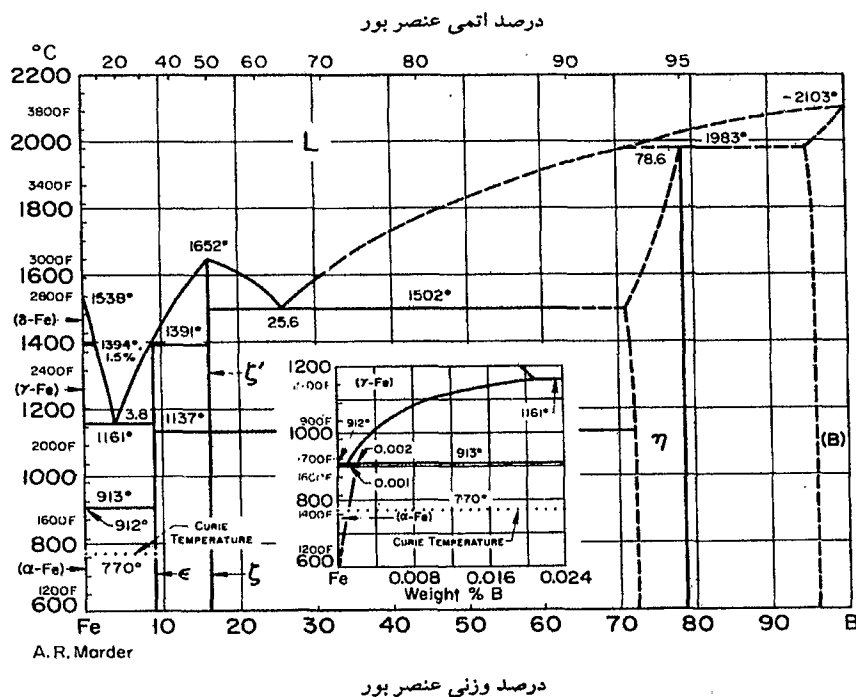 درصد اتمی عنصر بور
°C 20 40 50 60 70 80 90 95
2200
3800F
~2103°
2000
L
1983°
78.6
3400F
1800
1652°
3000F
1600
2800F
1538°
1502°
(δ-Fe)
25.6
1400
1394°, 1.5%
1391°
2400F
ζ'
(γ-Fe)
1200
3.8
1137°
1161°
2000F
η
(B)
1000
913°
912°
1600F
CURIE TEMPERATURE
800
(α-Fe)
770°
ϵ
ζ
1200F
600
1200
(γ-Fe)
1161°
900F
912°
1000
0.002
913°
1700F
1600F
0.001
800
770°
1400F
(α-Fe)
CURIE TEMPERATURE
1200F
600
Fe 0.008 0.016 0.024
Weight % B
Fe 10 20 30 40 50 60 70 80 90 B
A. R. Marder
درصد وزنی عنصر بور